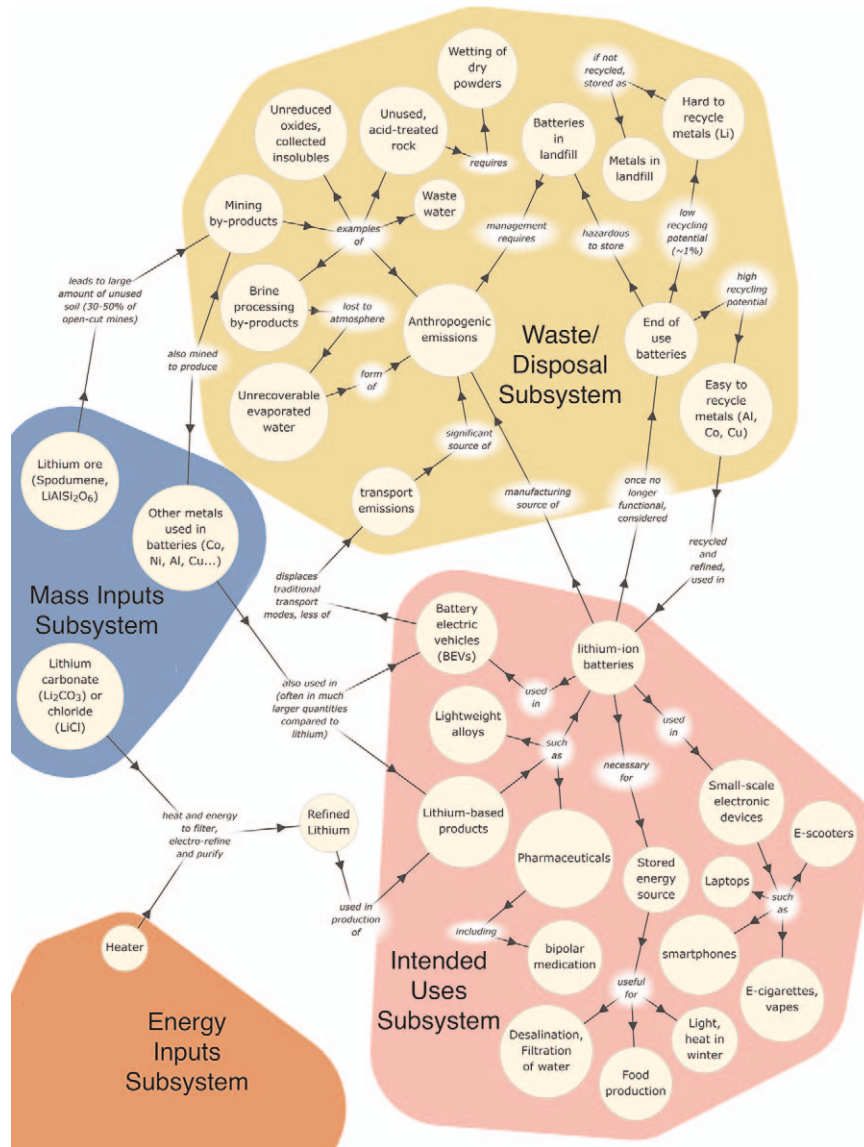 Wetting of
dry
powders
if not
recycled,
stored as
Hard to
recycle
metals (Li)
Unreduced
oxides,
collected
insolubles
Unused,
acid-treated
rock
requires
Batteries
in
landfill
Metals in
landfill
Mining
by-products
Waste
water
examples
of
management
requires
hazardous
to store
low
recycling
potential
(~1%)
leads to large
amount of unused
soil (30-50% of
open-cut mines)
high
recycling
potential
Brine
processing
by-products
lost to
atmosphere
Anthropogenic
emissions
Waste/
Disposal
Subsystem
End of
use
batteries
also mined
to produce
form
of
Unrecoverable
evaporated
water
Easy to
recycle
metals (Al,
Co, Cu)
significant
source of
Lithium ore
(Spodumene,
LiAlSi₂O₆)
transport
emissions
manufacturing
source of
once no
longer
functional,
considered
Other metals
used in
batteries (Co,
Ni, Al, Cu...)
recycled
and
refined,
used in
Mass Inputs
Subsystem
displaces
traditional
transport
modes, less of
Battery
electric
vehicles
(BEVs)
lithium-ion
batteries
Lithium
carbonate
(Li₂CO₃) or
chloride
(LiCl)
also used in
(often in much
larger quantities
compared to
lithium)
used
in
used
in
Lightweight
alloys
such
as
necessary
for
Small-scale
electronic
devices
heat and energy
to filter,
electro-refine
and purify
Refined
Lithium
Lithium-based
products
E-scooters
Pharmaceuticals
Stored
energy
source
Laptops
such
as
used in
production
of
including
bipolar
medication
smartphones
Heater
Intended
Uses
Subsystem
useful
for
E-cigarettes,
vapes
Energy
Inputs
Subsystem
Desalination,
Filtration
of water
Light,
heat in
winter
Food
production